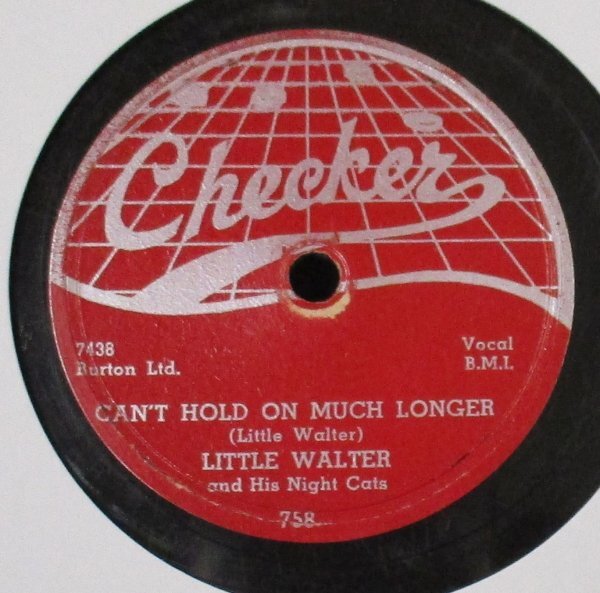 Checker
7438
Burton Ltd.
Vocal
B.M.I.
CAN'T HOLD ON MUCH LONGER
(Little Walter)
LITTLE WALTER
and His Night Cats
758